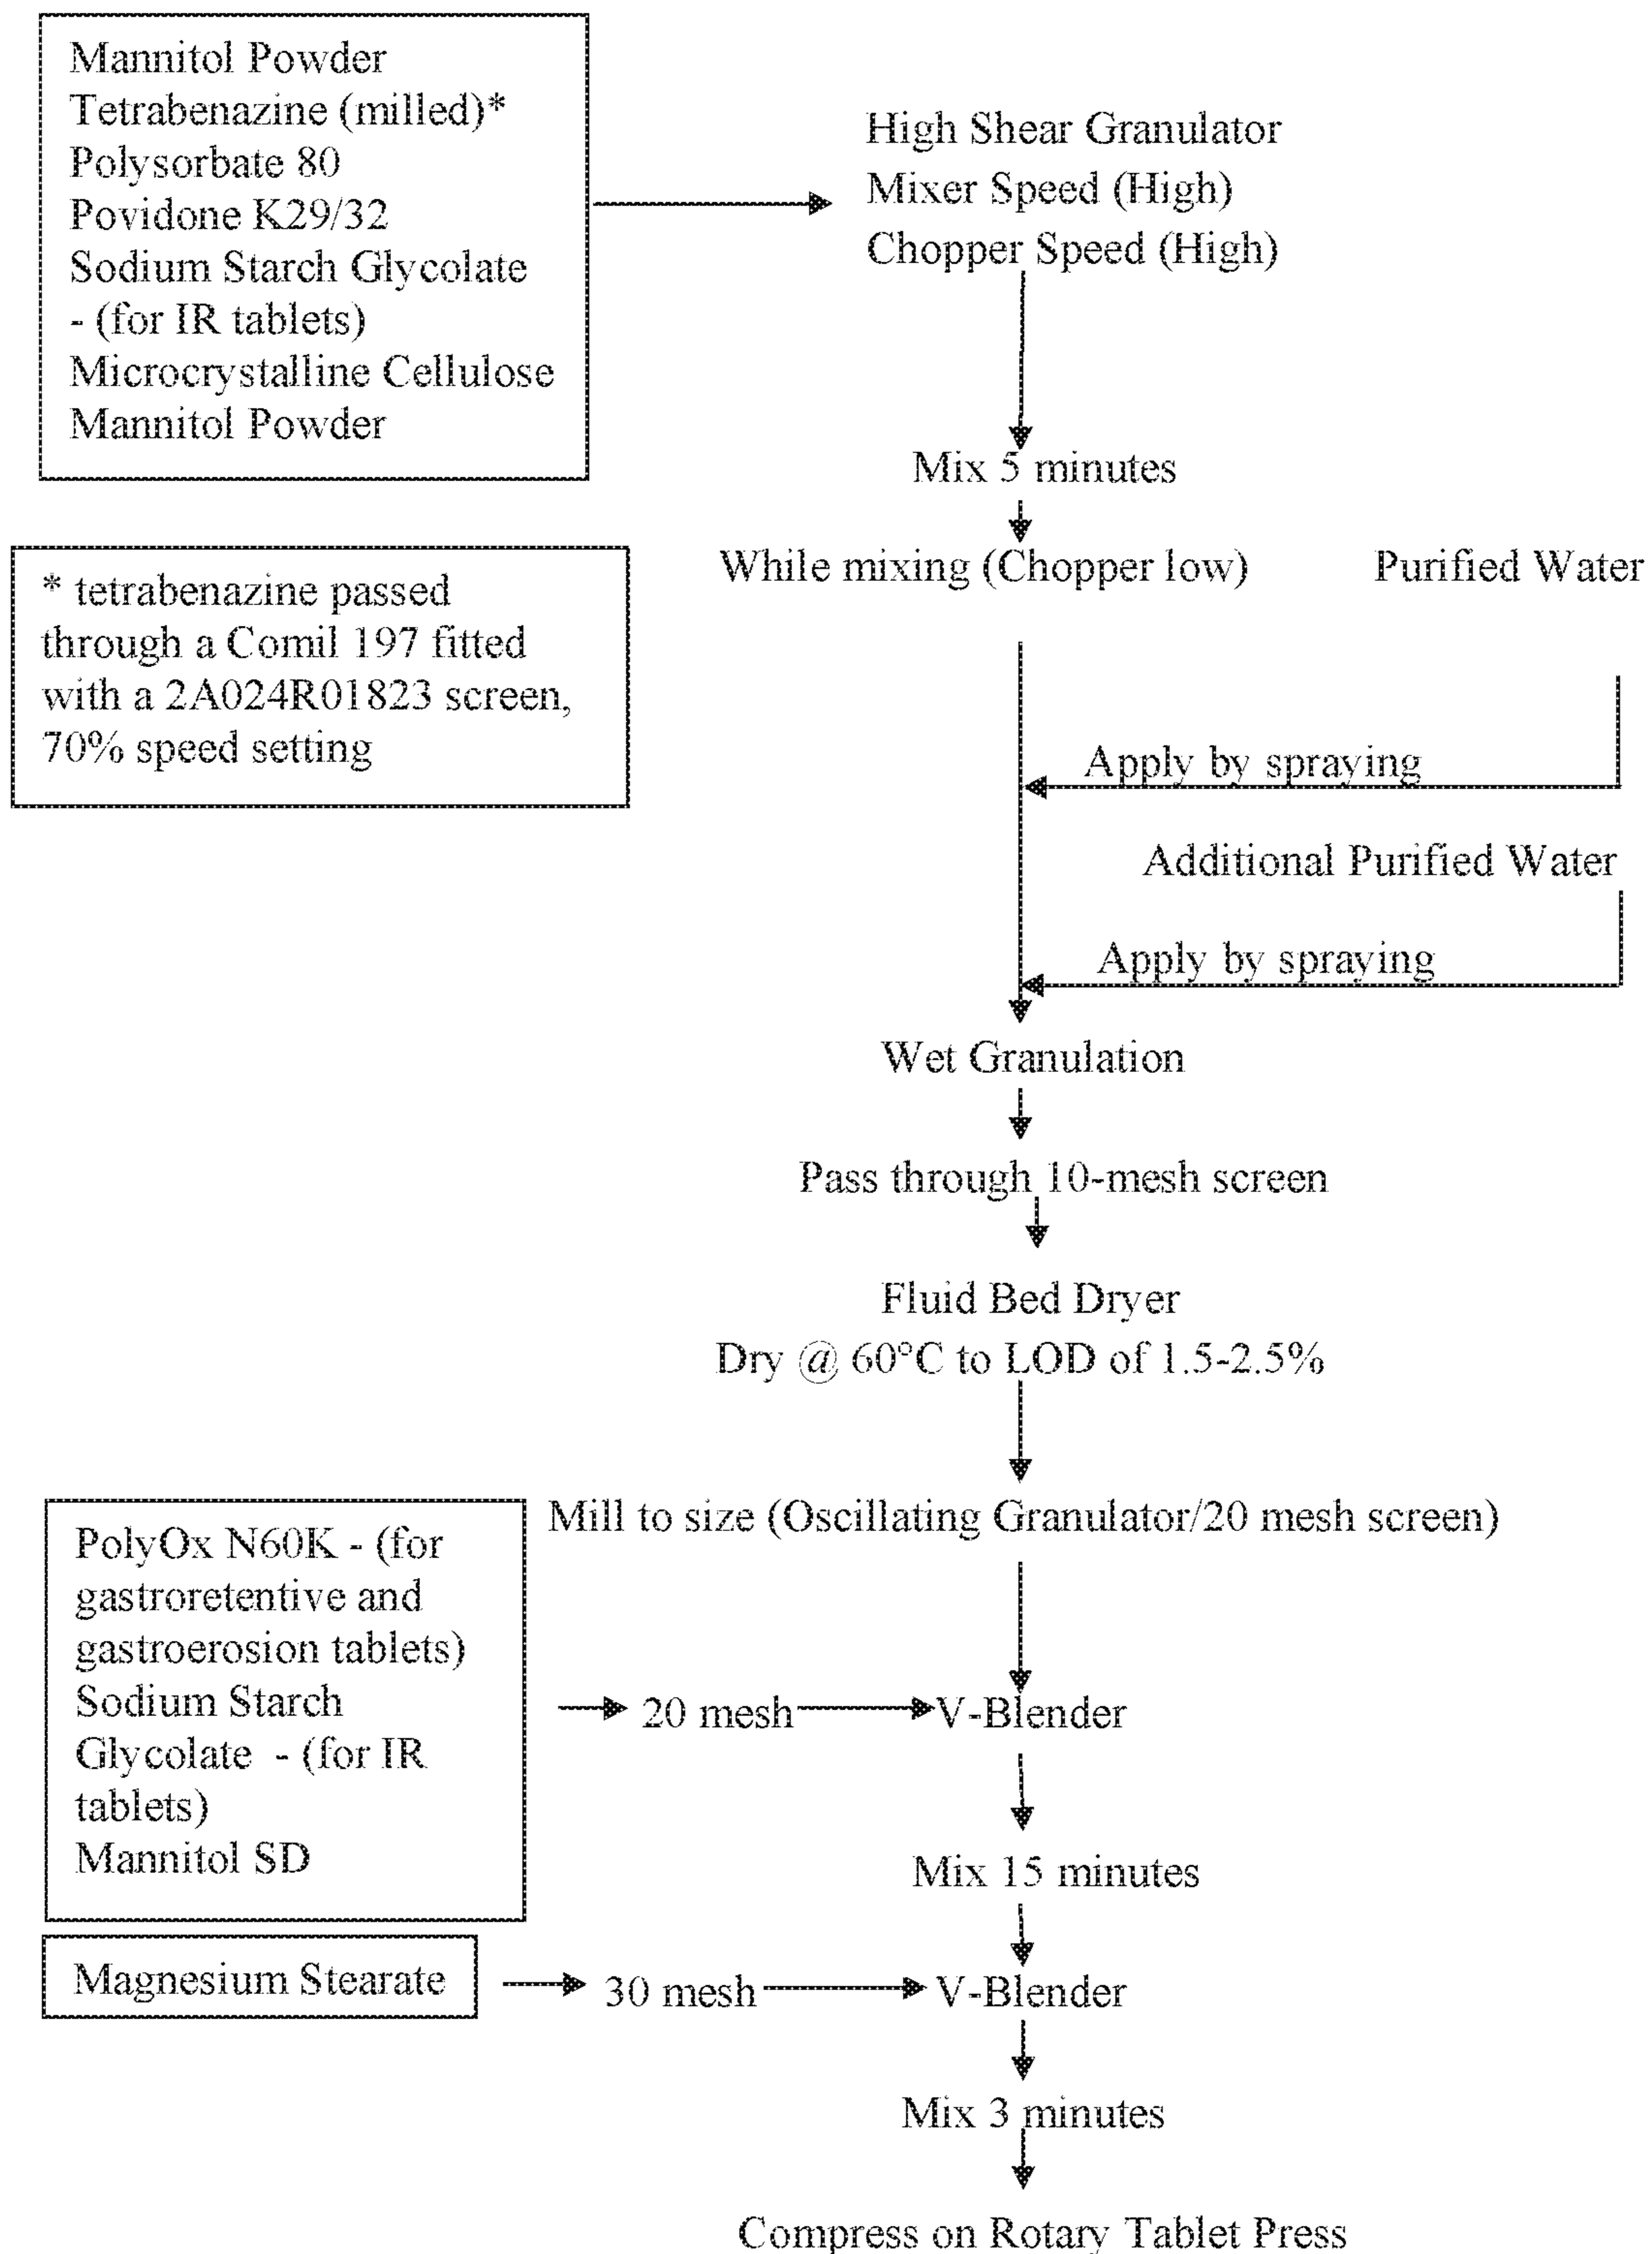 Mannitol Powder
Tetrabenazine (milled)*
Polysorbate 80
Povidone K29/32
Sodium Starch Glycolate
- (for IR tablets)
Microcrystalline Cellulose
Mannitol Powder
High Shear Granulator
Mixer Speed (High)
Chopper Speed (High)
Mix 5 minutes
* tetrabenazine passed
through a Comil 197 fitted
with a 2A024R01823 screen,
70% speed setting
While mixing (Chopper low)
Purified Water
Apply by spraying
Additional Purified Water
Apply by spraying
Wet Granulation
Pass through 10-mesh screen
Fluid Bed Dryer
Dry @ 60°C to LOD of 1.5-2.5%
Mill to size (Oscillating Granulator/20 mesh screen)
PolyOx N60K - (for
gastroretentive and
gastroerosion tablets)
Sodium Starch
Glycolate - (for IR
tablets)
Mannitol SD
20 mesh
V-Blender
Mix 15 minutes
Magnesium Stearate
30 mesh
V-Blender
Mix 3 minutes
Compress on Rotary Tablet Press